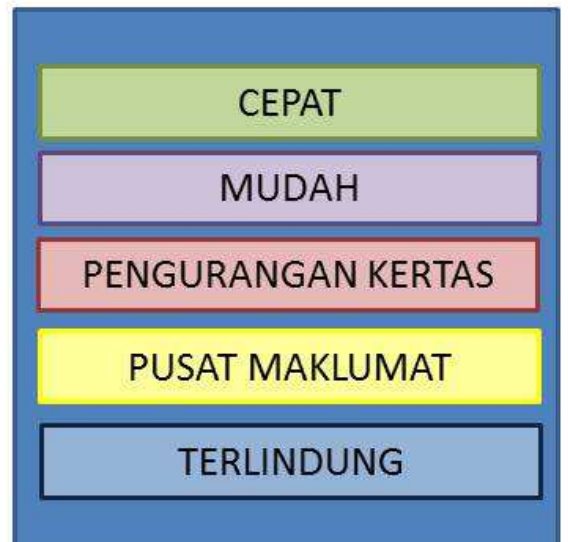 CEPAT
MUDAH
PENGURANGAN KERTAS
PUSAT MAKLUMAT
TERLINDUNG